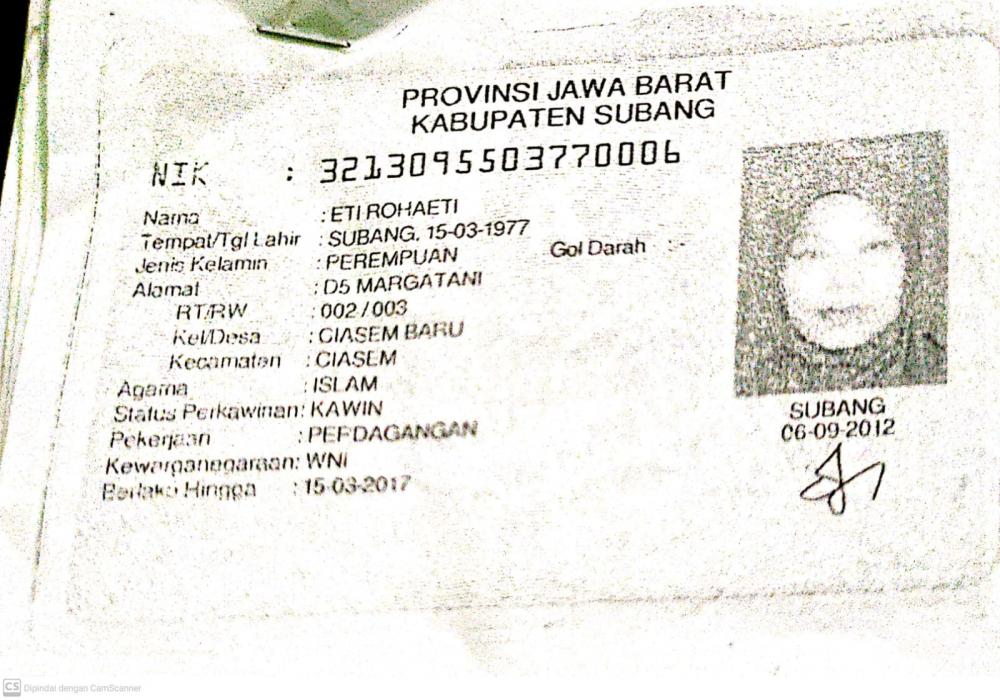 PROVINSI JAWA BARAT
KABUPATEN SUBANG
NIK : 3213095503770006
Nama : ETI ROHAETI
Tempat/Tgl Lahir : SUBANG, 15-03-1977
Jenis Kelamin : PEREMPUAN Gol Darah : -
Alamat : D5 MARGATANI
RT/RW : 002/003
Kel/Desa : CIASEM BARU
Kecamatan : CIASEM
Agama : ISLAM
Status Perkawinan: KAWIN
Pekerjaan : PERDAGANGAN
Kewarganegaraan: WNI
Berlaku Hingga : 15-03-2017
SUBANG
06-09-2012
CS Dipindai dengan CamScanner